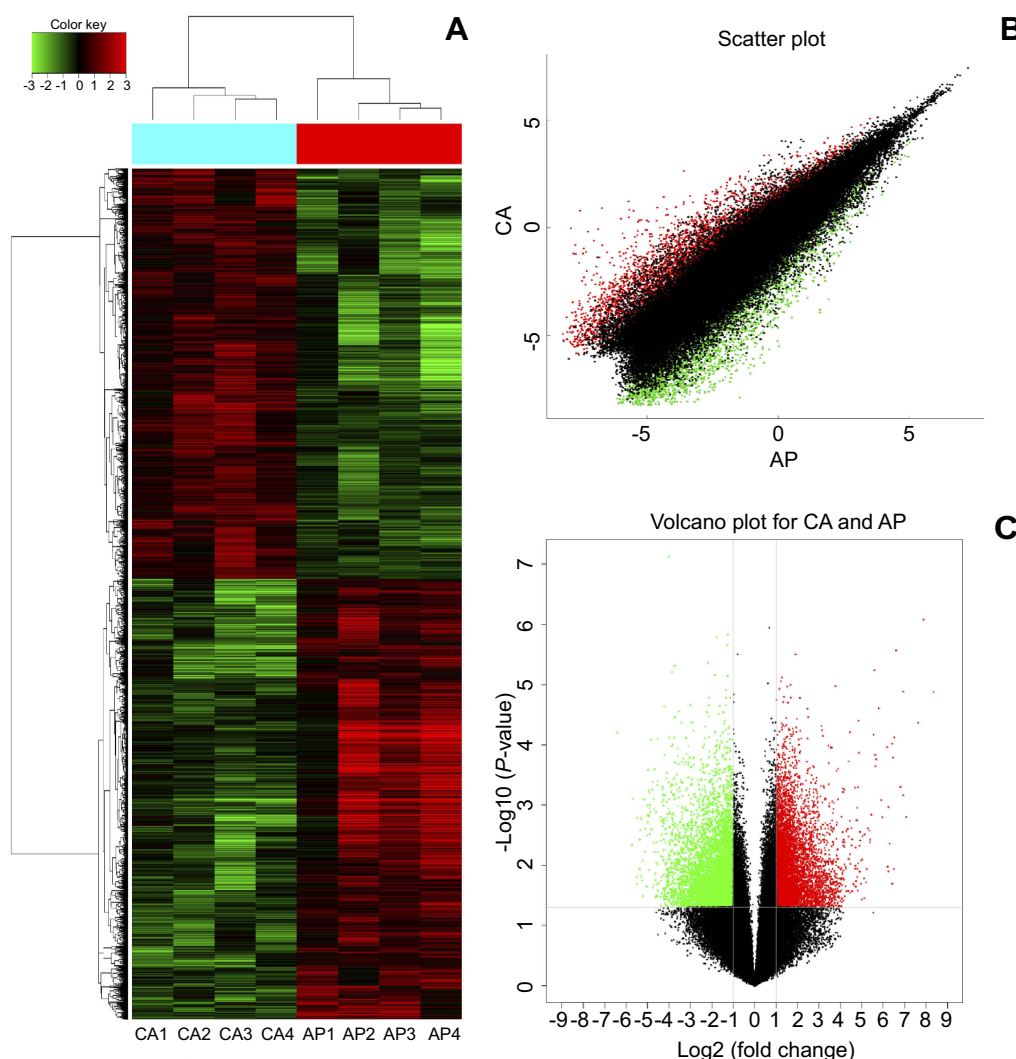 A
Color key
-3 -2 -1 0 1 2 3
CA1 CA2 CA3 CA4 AP1 AP2 AP3 AP4
B
Scatter plot
CA
5
0
-5
-5 0 5
AP
C
Volcano plot for CA and AP
-Log10 (P-value)
7
6
5
4
3
2
1
0
-9 -8 -7 -6 -5 -4 -3 -2 -1 0 1 2 3 4 5 6 7 8 9
Log2 (fold change)